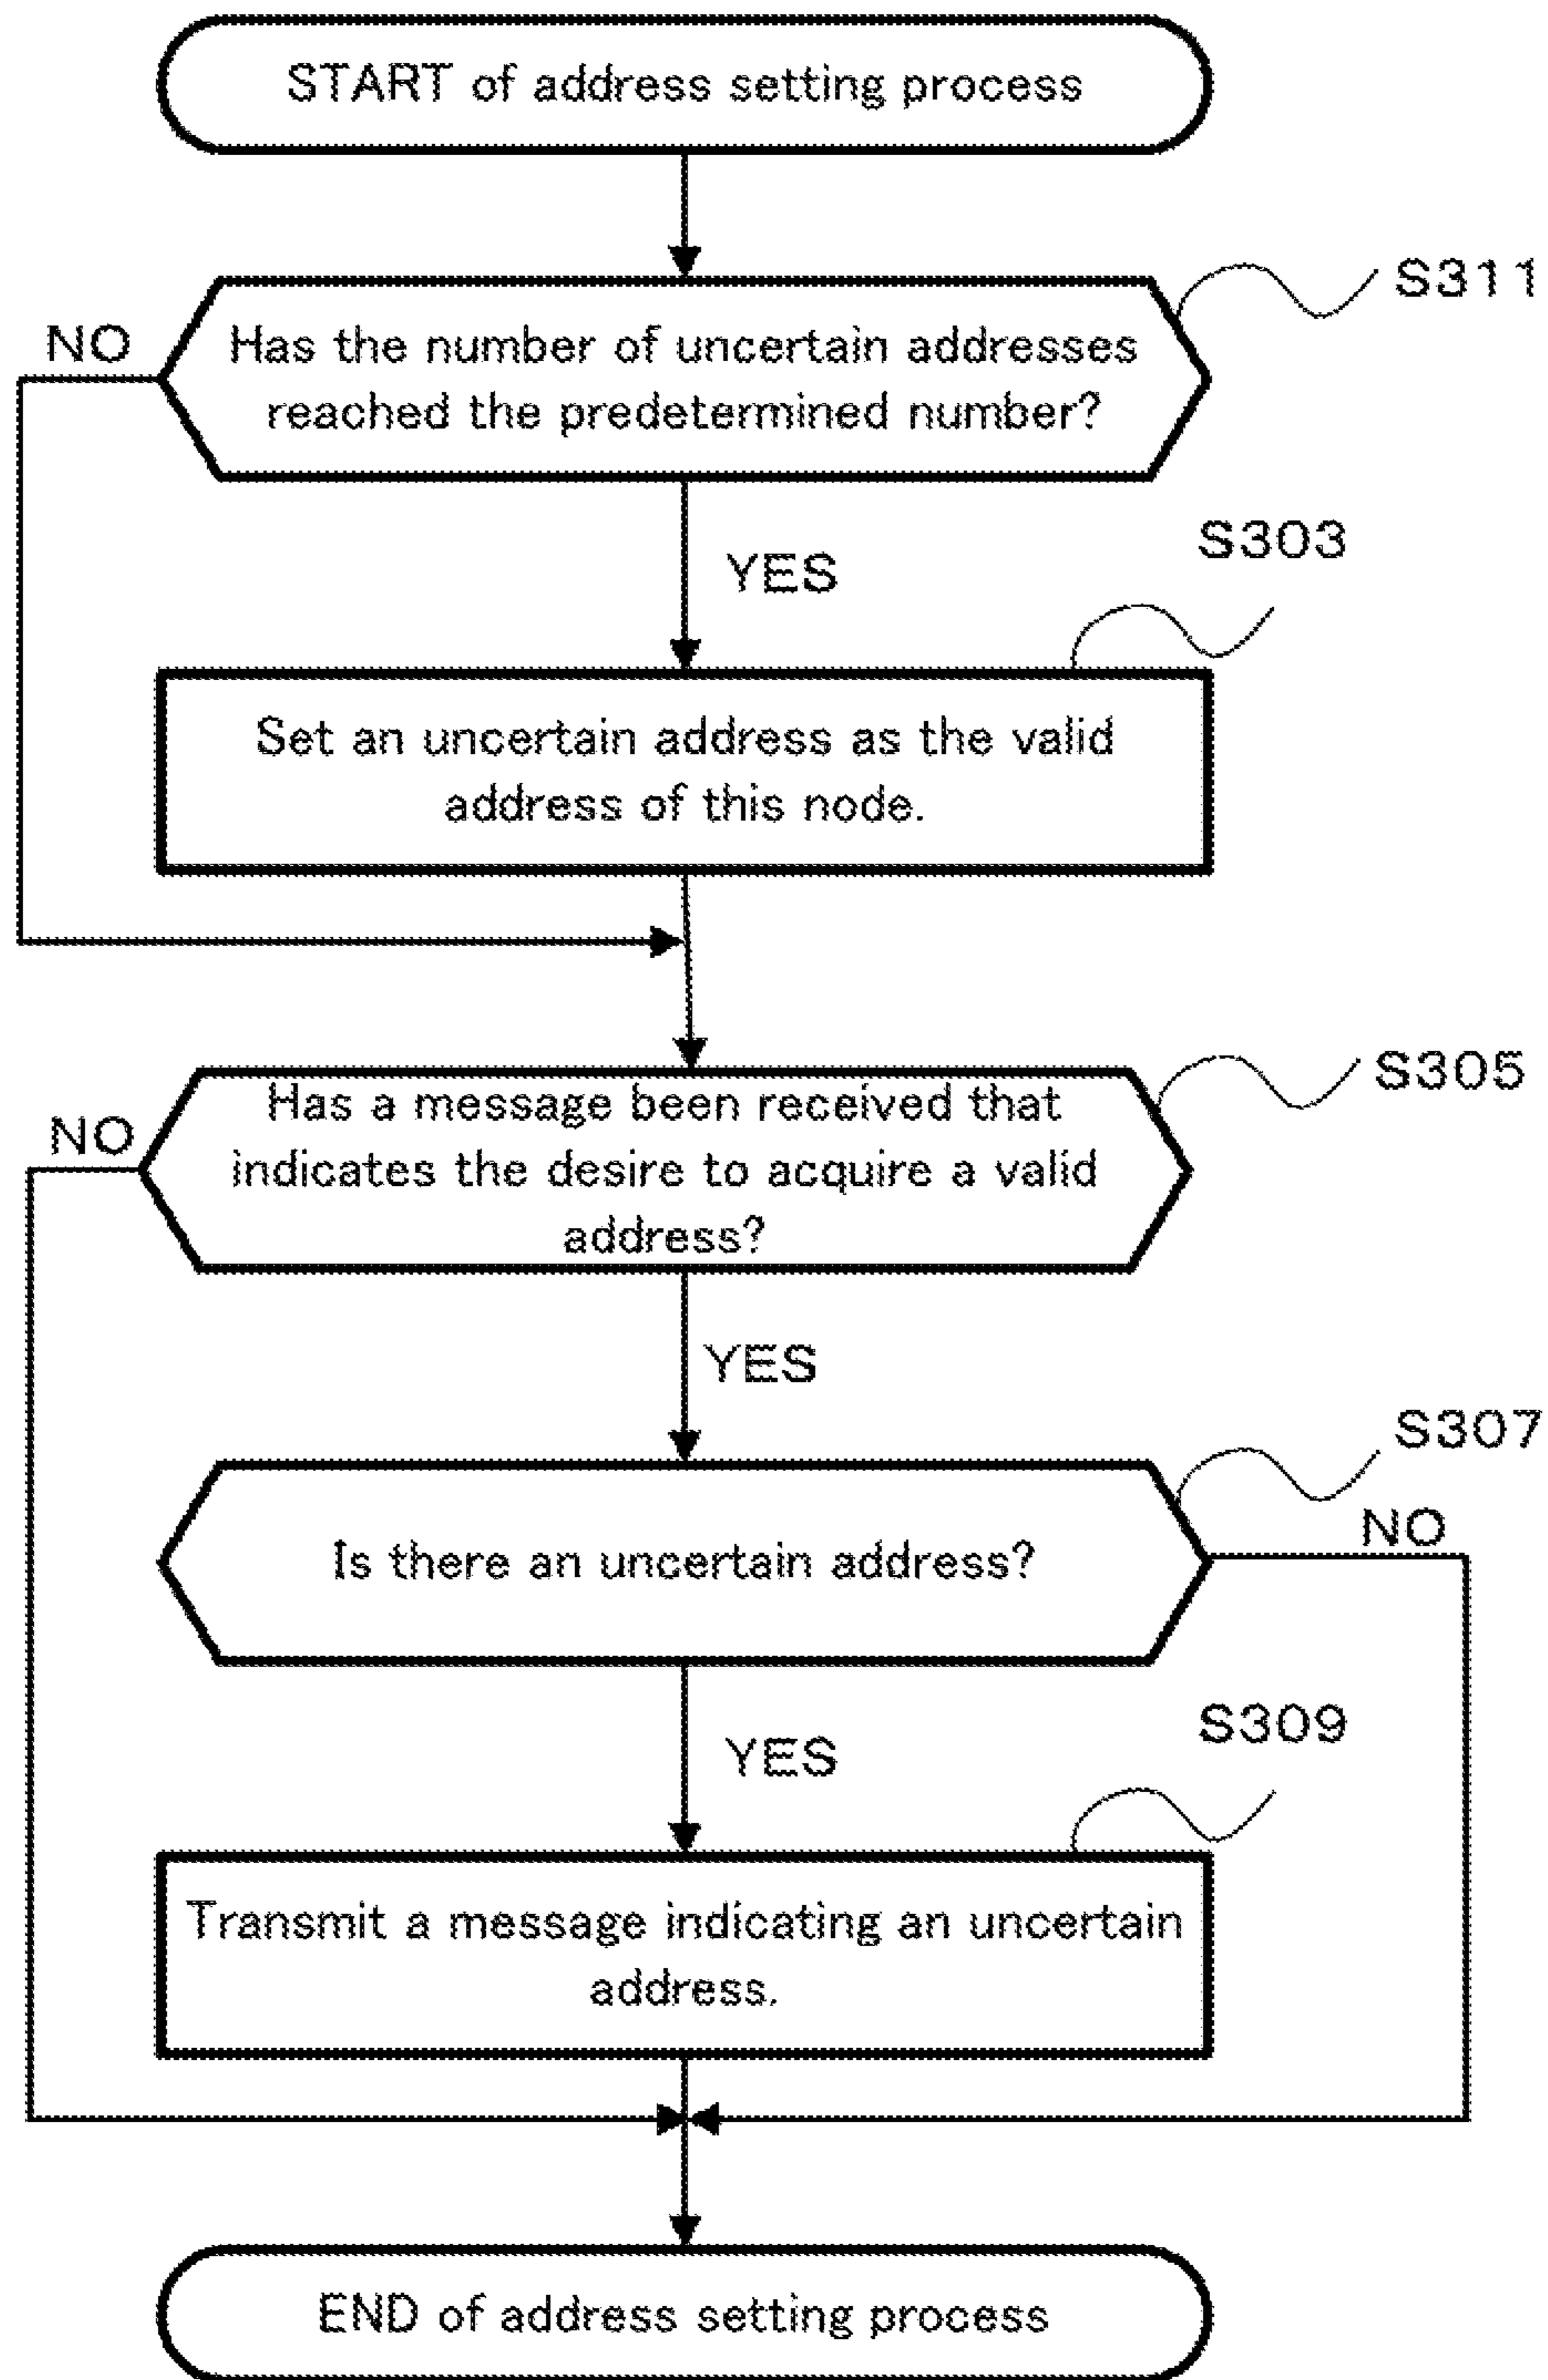 START of address setting process
S311
NO
Has the number of uncertain addresses
reached the predetermined number?
YES
S303
Set an uncertain address as the valid
address of this node.
S305
NO
Has a message been received that
indicates the desire to acquire a valid
address?
YES
S307
NO
Is there an uncertain address?
YES
S309
Transmit a message indicating an uncertain
address.
END of address setting process